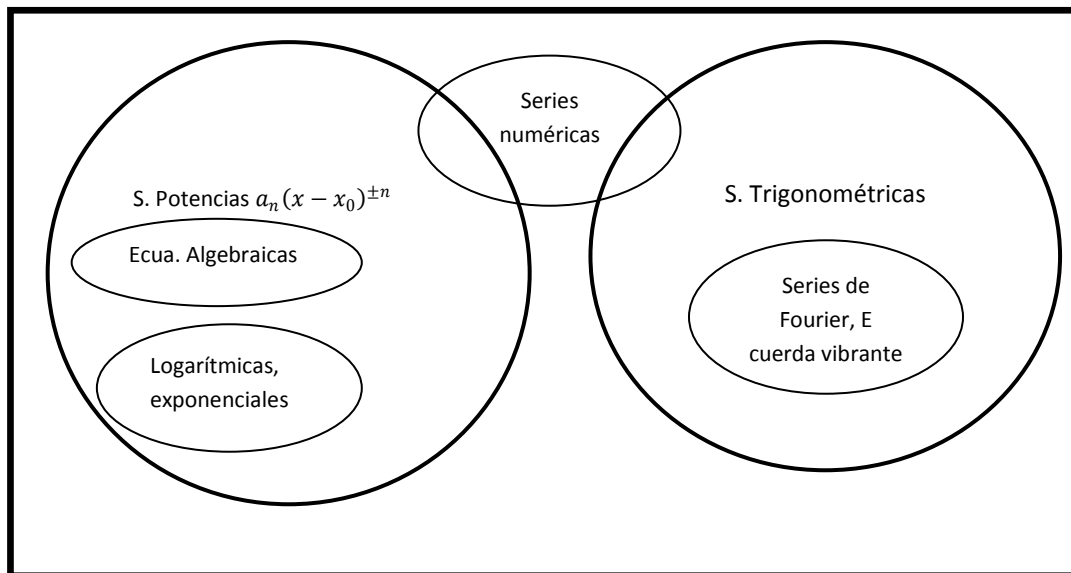 Series
numéricas
S. Potencias $a_n(x - x_0)^{\pm n}$
Ecua. Algebraicas
Logarítmicas,
exponenciales
S. Trigonométricas
Series de
Fourier, E
cuerda vibrante